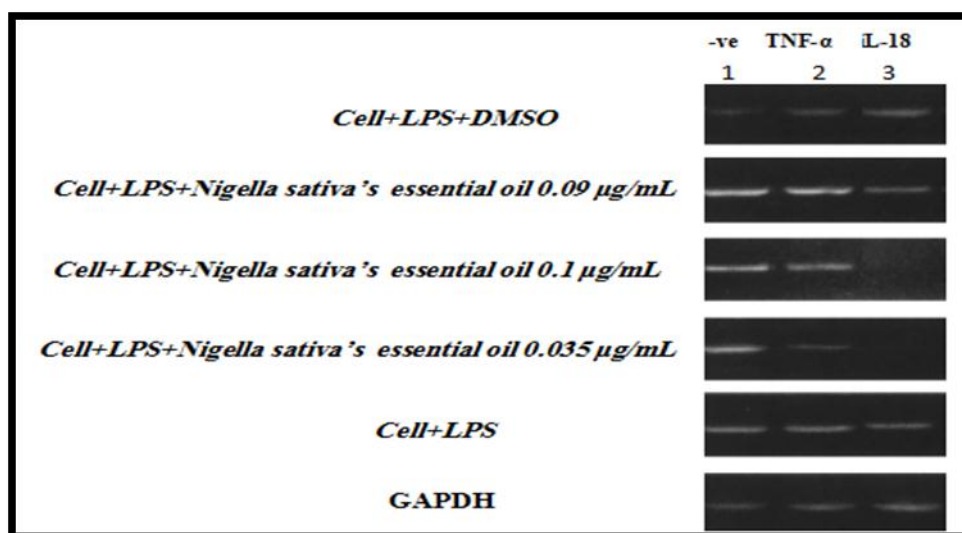 -ve TNF-α iL-18
1 2 3
Cell+LPS+DMSO
Cell+LPS+Nigella sativa’s essential oil 0.09 µg/mL
Cell+LPS+Nigella sativa’s essential oil 0.1 µg/mL
Cell+LPS+Nigella sativa’s essential oil 0.035 µg/mL
Cell+LPS
GAPDH